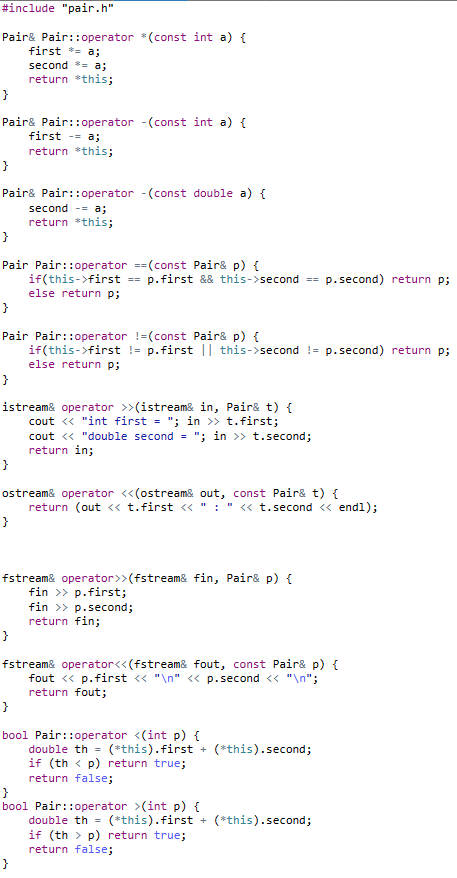 #include "pair.h"

Pair& Pair::operator *(const int a) {
    first *= a;
    second *= a;
    return *this;
}

Pair& Pair::operator -(const int a) {
    first -= a;
    return *this;
}

Pair& Pair::operator -(const double a) {
    second -= a;
    return *this;
}

Pair Pair::operator ==(const Pair& p) {
    if(this->first == p.first && this->second == p.second) return p;
    else return p;
}

Pair Pair::operator !=(const Pair& p) {
    if(this->first != p.first || this->second != p.second) return p;
    else return p;
}

istream& operator >>(istream& in, Pair& t) {
    cout << "int first = "; in >> t.first;
    cout << "double second = "; in >> t.second;
    return in;
}

ostream& operator <<(ostream& out, const Pair& t) {
    return (out << t.first << " : " << t.second << endl);
}

fstream& operator>>(fstream& fin, Pair& p) {
    fin >> p.first;
    fin >> p.second;
    return fin;
}

fstream& operator<<(fstream& fout, const Pair& p) {
    fout << p.first << "\n" << p.second << "\n";
    return fout;
}

bool Pair::operator <(int p) {
    double th = (*this).first + (*this).second;
    if (th < p) return true;
    return false;
}
bool Pair::operator >(int p) {
    double th = (*this).first + (*this).second;
    if (th > p) return true;
    return false;
}